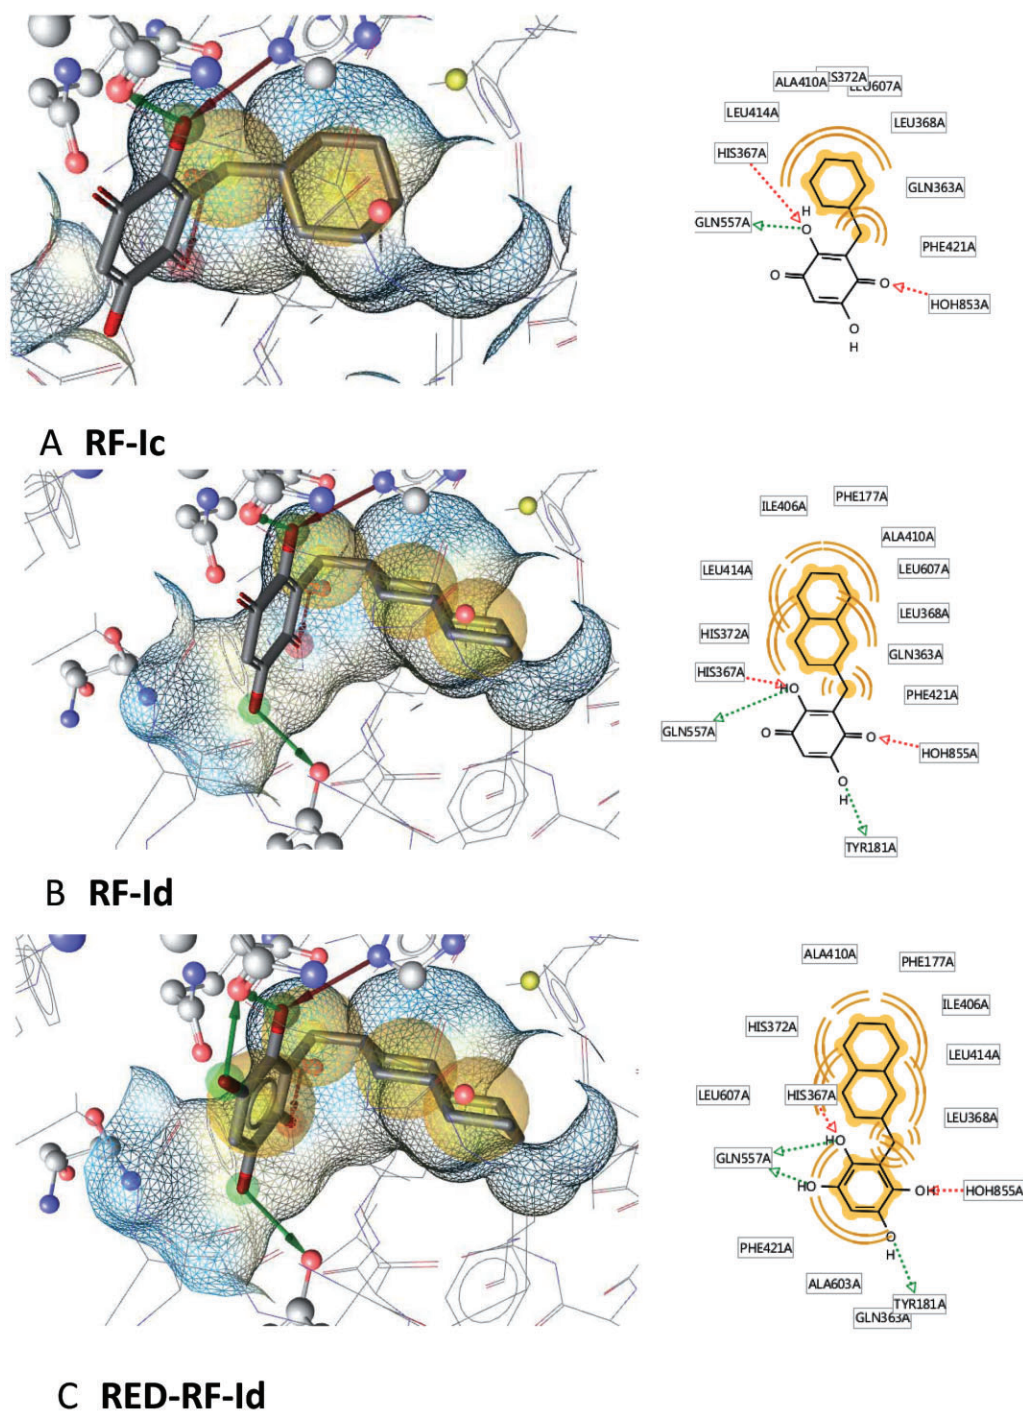 ALA410A HIS372A LEU607A
LEU414A LEU368A
HIS367A
GLN363A
H
GLN557A O
PHE421A
O O
HOH853A
O
H
A RF-Ic
PHE177A
ILE406A
ALA410A
LEU414A LEU607A
LEU368A
HIS372A
GLN363A
HIS367A
HO PHE421A
GLN557A O O
HOH855A
O
H
TYR181A
B RF-Id
ALA410A PHE177A
ILE406A
HIS372A
LEU414A
LEU607A HIS367A
LEU368A
HO
GLN557A
HO OH HOH855A
O
H
PHE421A
ALA603A
TYR181A
GLN363A
C RED-RF-Id